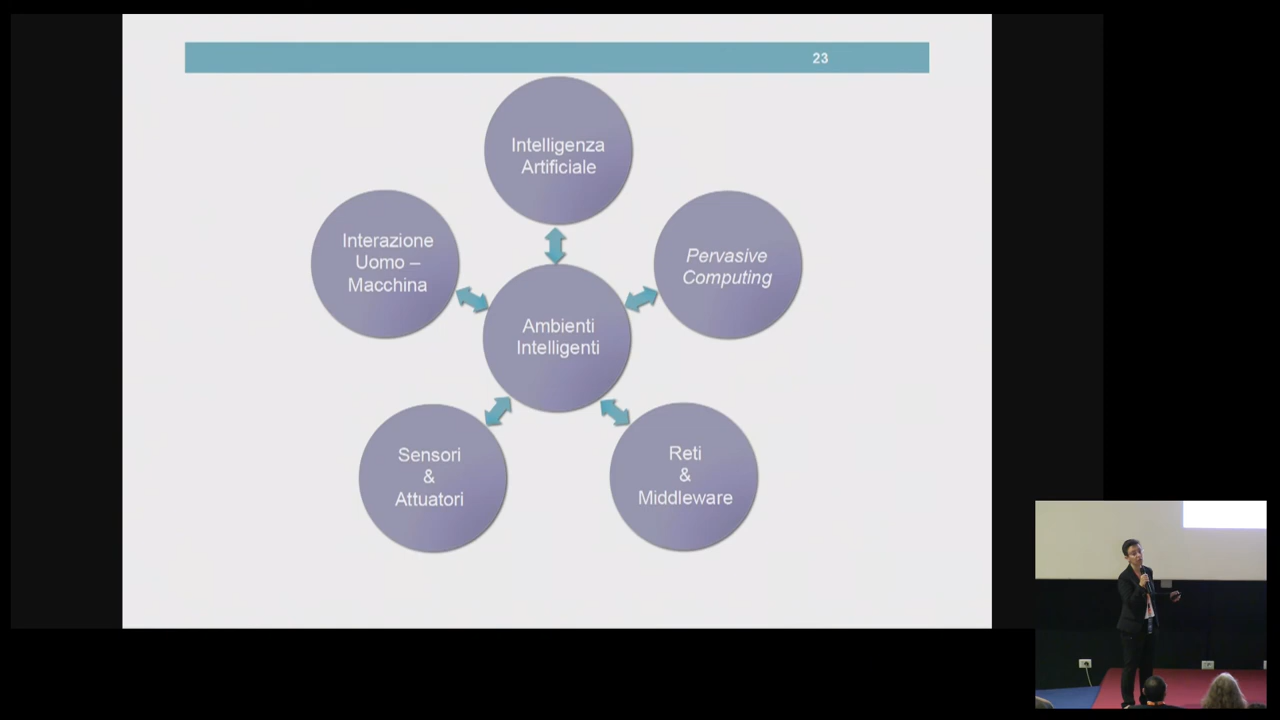 23
Intelligenza
Artificiale
Interazione
Uomo –
Macchina
Pervasive
Computing
Ambienti
Intelligenti
Sensori
&
Attuatori
Reti
&
Middleware